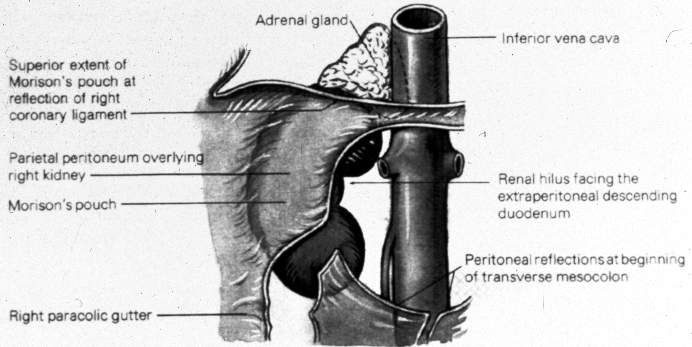 Adrenal gland
Inferior vena cava
Superior extent of
Morison's pouch at
reflection of right
coronary ligament
Parietal peritoneum overlying
right kidney
Morison's pouch
Renal hilus facing the
extraperitoneal descending
duodenum
Peritoneal reflections at beginning
of transverse mesocolon
Right paracolic gutter